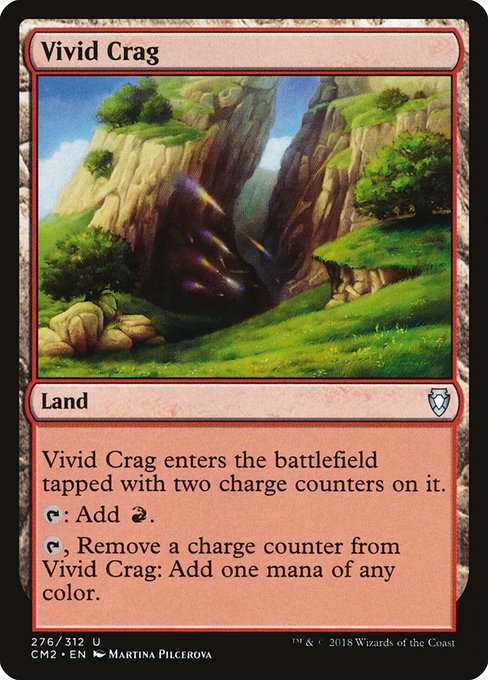 Vivid Crag
Land
Vivid Crag enters the battlefield
tapped with two charge counters on it.
: Add .
, Remove a charge counter from
Vivid Crag: Add one mana of any
color.
276/312 U
CM2 • EN Martina Pilcerova
™ & © 2018 Wizards of the Coast